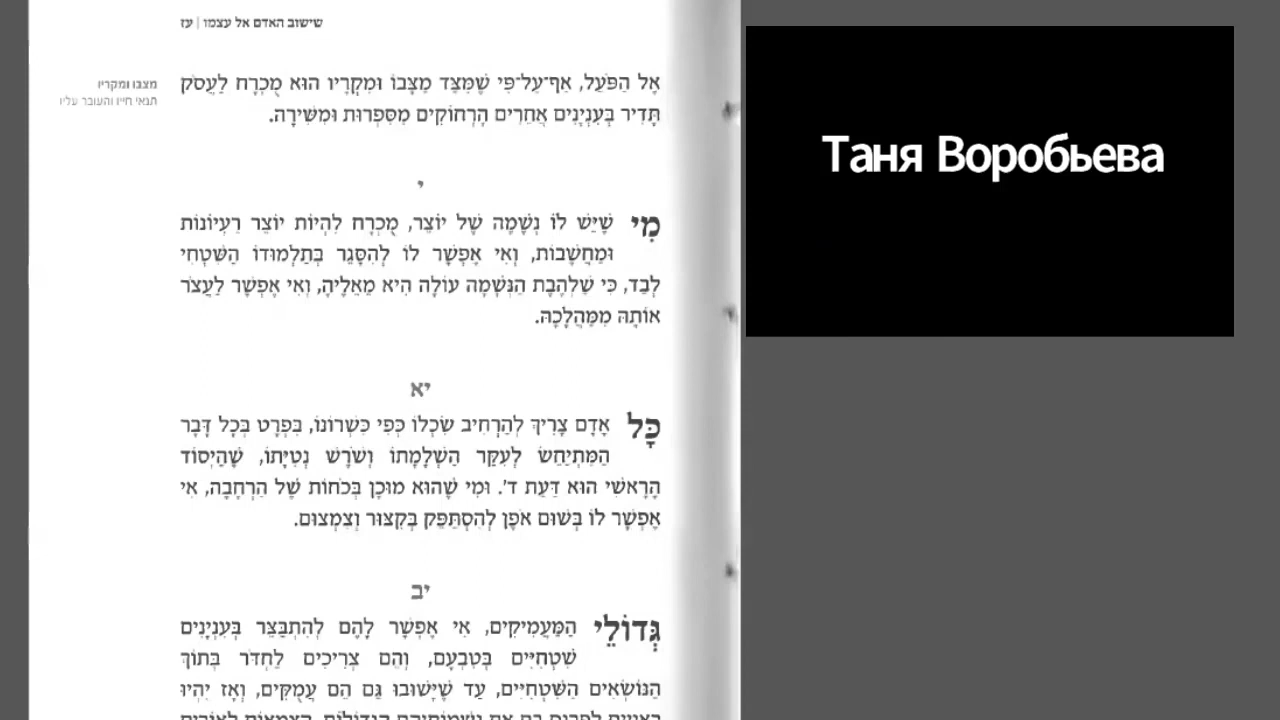 שישוב האדם אל עצמו | עז
אֶל הַפֹּעַל, אַף־עַל־פִּי שֶׁמִּצַּד מַצָּבוֹ וּמִקְרָיו הוּא מֻכְרָח לַעֲסֹק
תָּדִיר בְּעִנְיָנִים אֲחֵרִים הָרְחוֹקִים מִסִּפְרוּת וּמִשִּׁירָה.
מצבו ומקריו
תנאי חייו והעובר עליו
י
מִי שֶׁיֵּשׁ לוֹ נְשָׁמָה שֶׁל יוֹצֵר, מֻכְרָח לִהְיוֹת יוֹצֵר רַעְיוֹנוֹת
וּמַחֲשָׁבוֹת, וְאִי אֶפְשָׁר לוֹ לְהִסָּגֵר בְּתַלְמוּדוֹ הַשִּׁטְחִי
לְבַד, כִּי שַׁלְהֶבֶת הַנְּשָׁמָה עוֹלָה הִיא מֵאֵלֶיהָ, וְאִי אֶפְשָׁר לַעֲצֹר
אוֹתָהּ מִמַּהֲלָכָהּ.
יא
כָּל אָדָם צָרִיךְ לְהַרְחִיב שִׂכְלוֹ כְּפִי כִּשְׁרוֹנוֹ, בִּפְרָט בְּכָל דָּבָר
הַמִּתְיַחֵשׂ לְעִקַּר הַשְׁלָמָתוֹ וְשֹׁרֶשׁ נְטִיָּתוֹ, שֶׁהַיְסוֹד
הָרָאשִׁי הוּא דַּעַת ד'. וּמִי שֶׁהוּא מוּכָן בְּכֹחוֹת שֶׁל הַרְחָבָה, אִי
אֶפְשָׁר לוֹ בְּשׁוּם אֹפֶן לְהִסְתַּפֵּק בְּקִצּוּר וְצִמְצוּם.
יב
גְּדוֹלֵי הַמַּעֲמִיקִים, אִי אֶפְשָׁר לָהֶם לְהִתְבַּצֵּר בְּעִנְיָנִים
שִׁטְחִיִּים בְּטִבְעָם, וְהֵם צְרִיכִים לַחְדֹּר בְּתוֹךְ
הַנּוֹשְׂאִים הַשִּׁטְחִיִּים, עַד שֶׁיָּשׁוּבוּ גַּם הֵם עֲמֻקִּים, וְאָז יִהְיוּ
Таня Воробьева